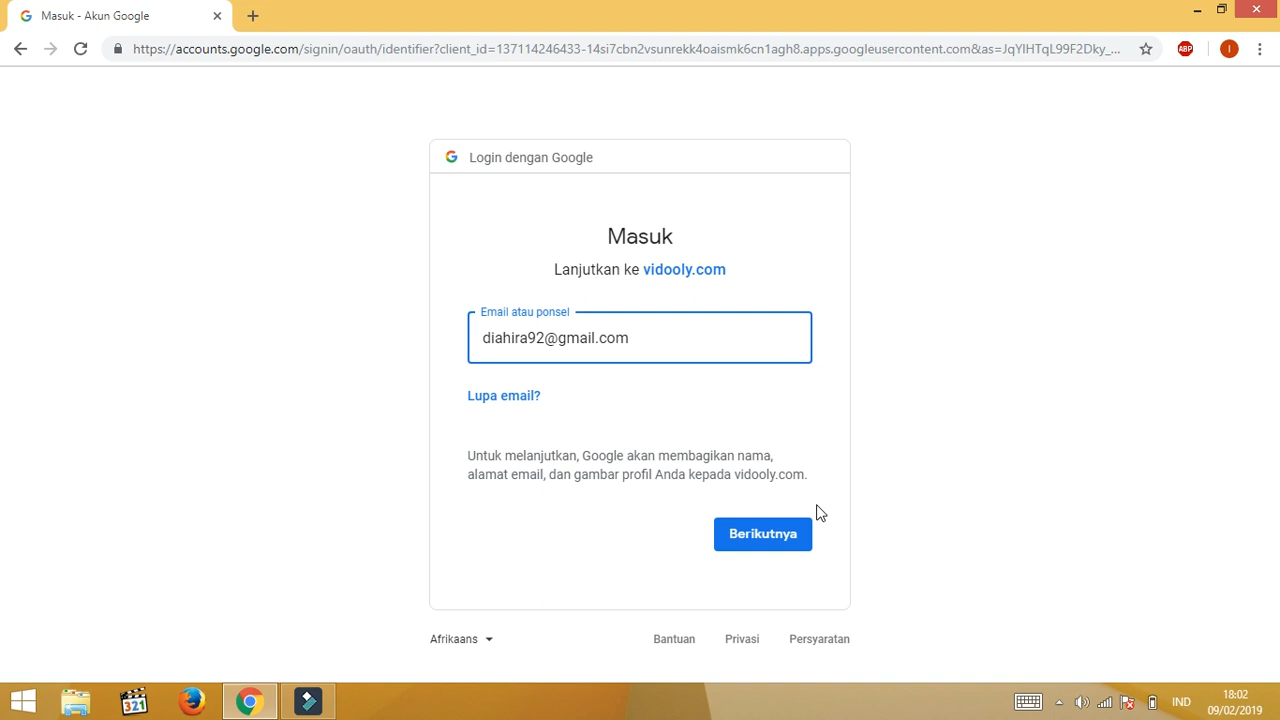 Masuk - Akun Google
https://accounts.google.com/signin/oauth/identifier?client_id=137114246433-14si7cbn2vsunrekk4oaismk6cn1agh8.apps.googleusercontent.com&as=JqYlHTqL99F2Dky_...
ABP
I
Login dengan Google
Masuk
Lanjutkan ke vidooly.com
Email atau ponsel
diahira92@gmail.com
Lupa email?
Untuk melanjutkan, Google akan membagikan nama,
alamat email, dan gambar profil Anda kepada vidooly.com.
Berikutnya
Afrikaans
Bantuan
Privasi
Persyaratan
321
IND
18:02
09/02/2019